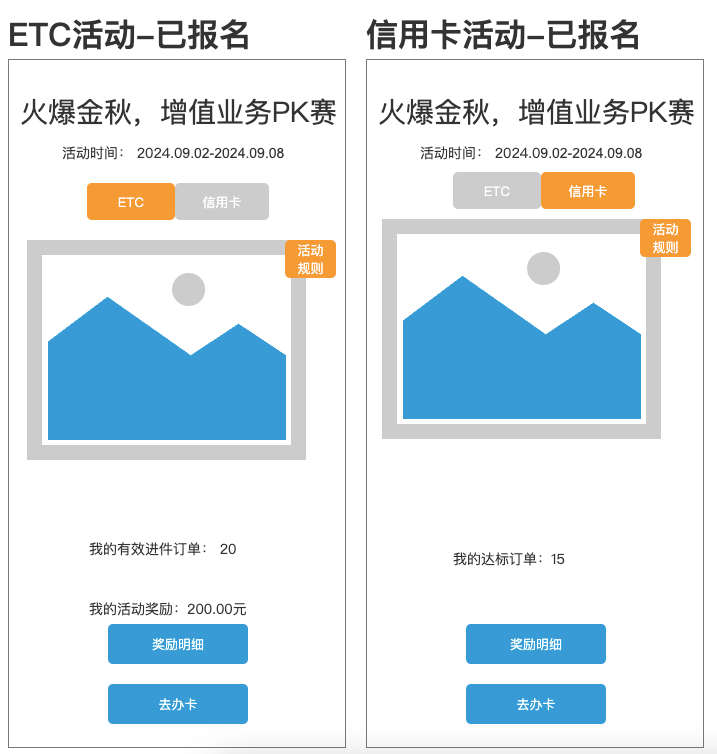 ETC活动–已报名
火爆金秋，增值业务PK赛
活动时间： 2024.09.02-2024.09.08
ETC
信用卡
活动
规则
我的有效进件订单： 20
我的活动奖励：200.00元
奖励明细
去办卡
信用卡活动–已报名
火爆金秋，增值业务PK赛
活动时间： 2024.09.02-2024.09.08
ETC
信用卡
活动
规则
我的达标订单：15
奖励明细
去办卡